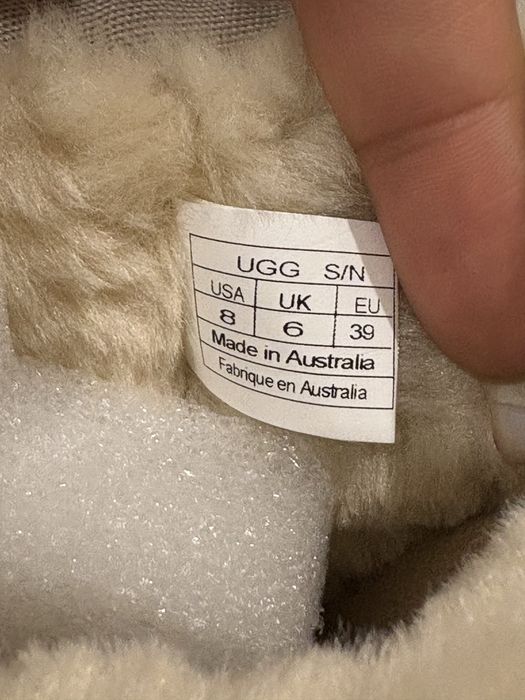 UGG S/N
USA UK EU
8 6 39
Made in Australia
Fabrique en Australia